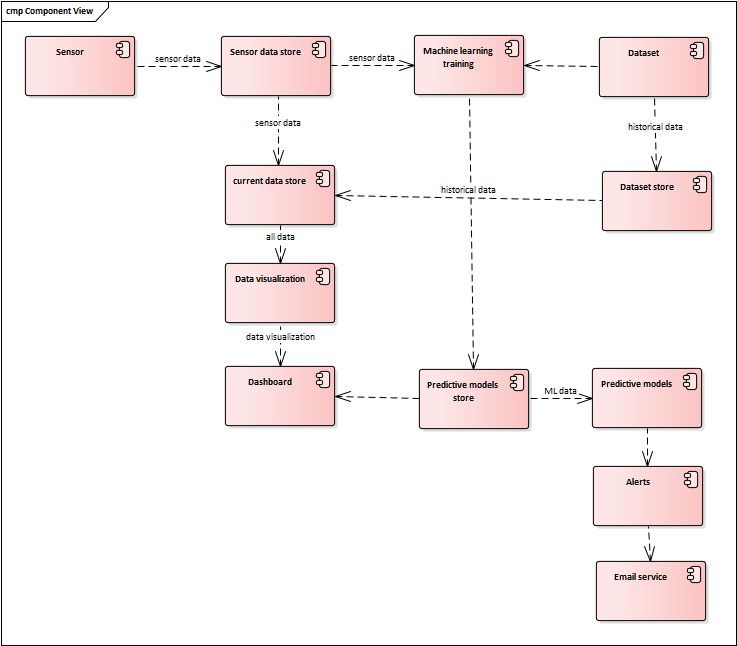 cmp Component View
Sensor
sensor data
Sensor data store
sensor data
Machine learning
training
Dataset
sensor data
historical data
current data store
historical data
Dataset store
all data
Data visualization
data visualization
Dashboard
Predictive models
store
ML data
Predictive models
Alerts
Email service